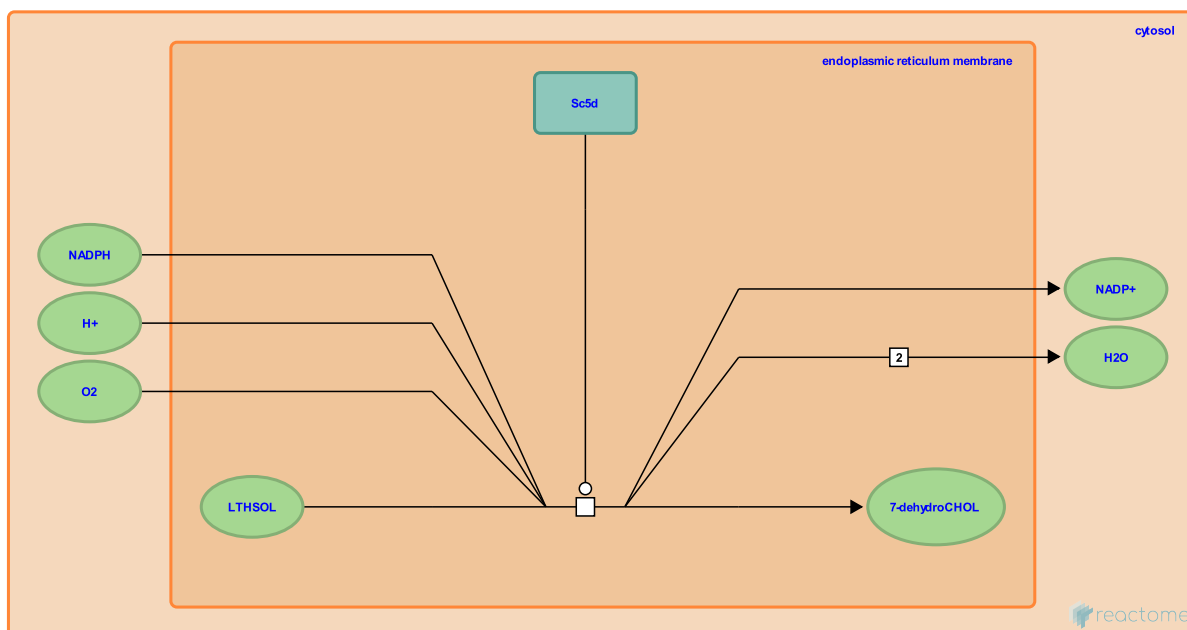 cytosol
endoplasmic reticulum membrane
Sc5d
NADPH
NADP+
H+
2
H2O
O2
LTHSOL
7-dehydroCHOL
reactome